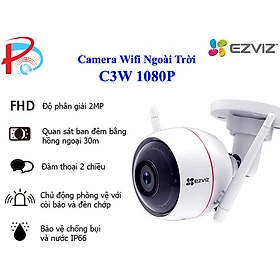 Camera Wifi Ngoài Trời
EZVIZ
C3W 1080P
FHD
Độ phân giải 2MP
Quan sát ban đêm bằng
hồng ngoại 30m
Đàm thoại 2 chiều
Chủ động phòng vệ với
còi báo và đèn chớp
Bảo vệ chống bụi
và nước IP66
EZVIZ